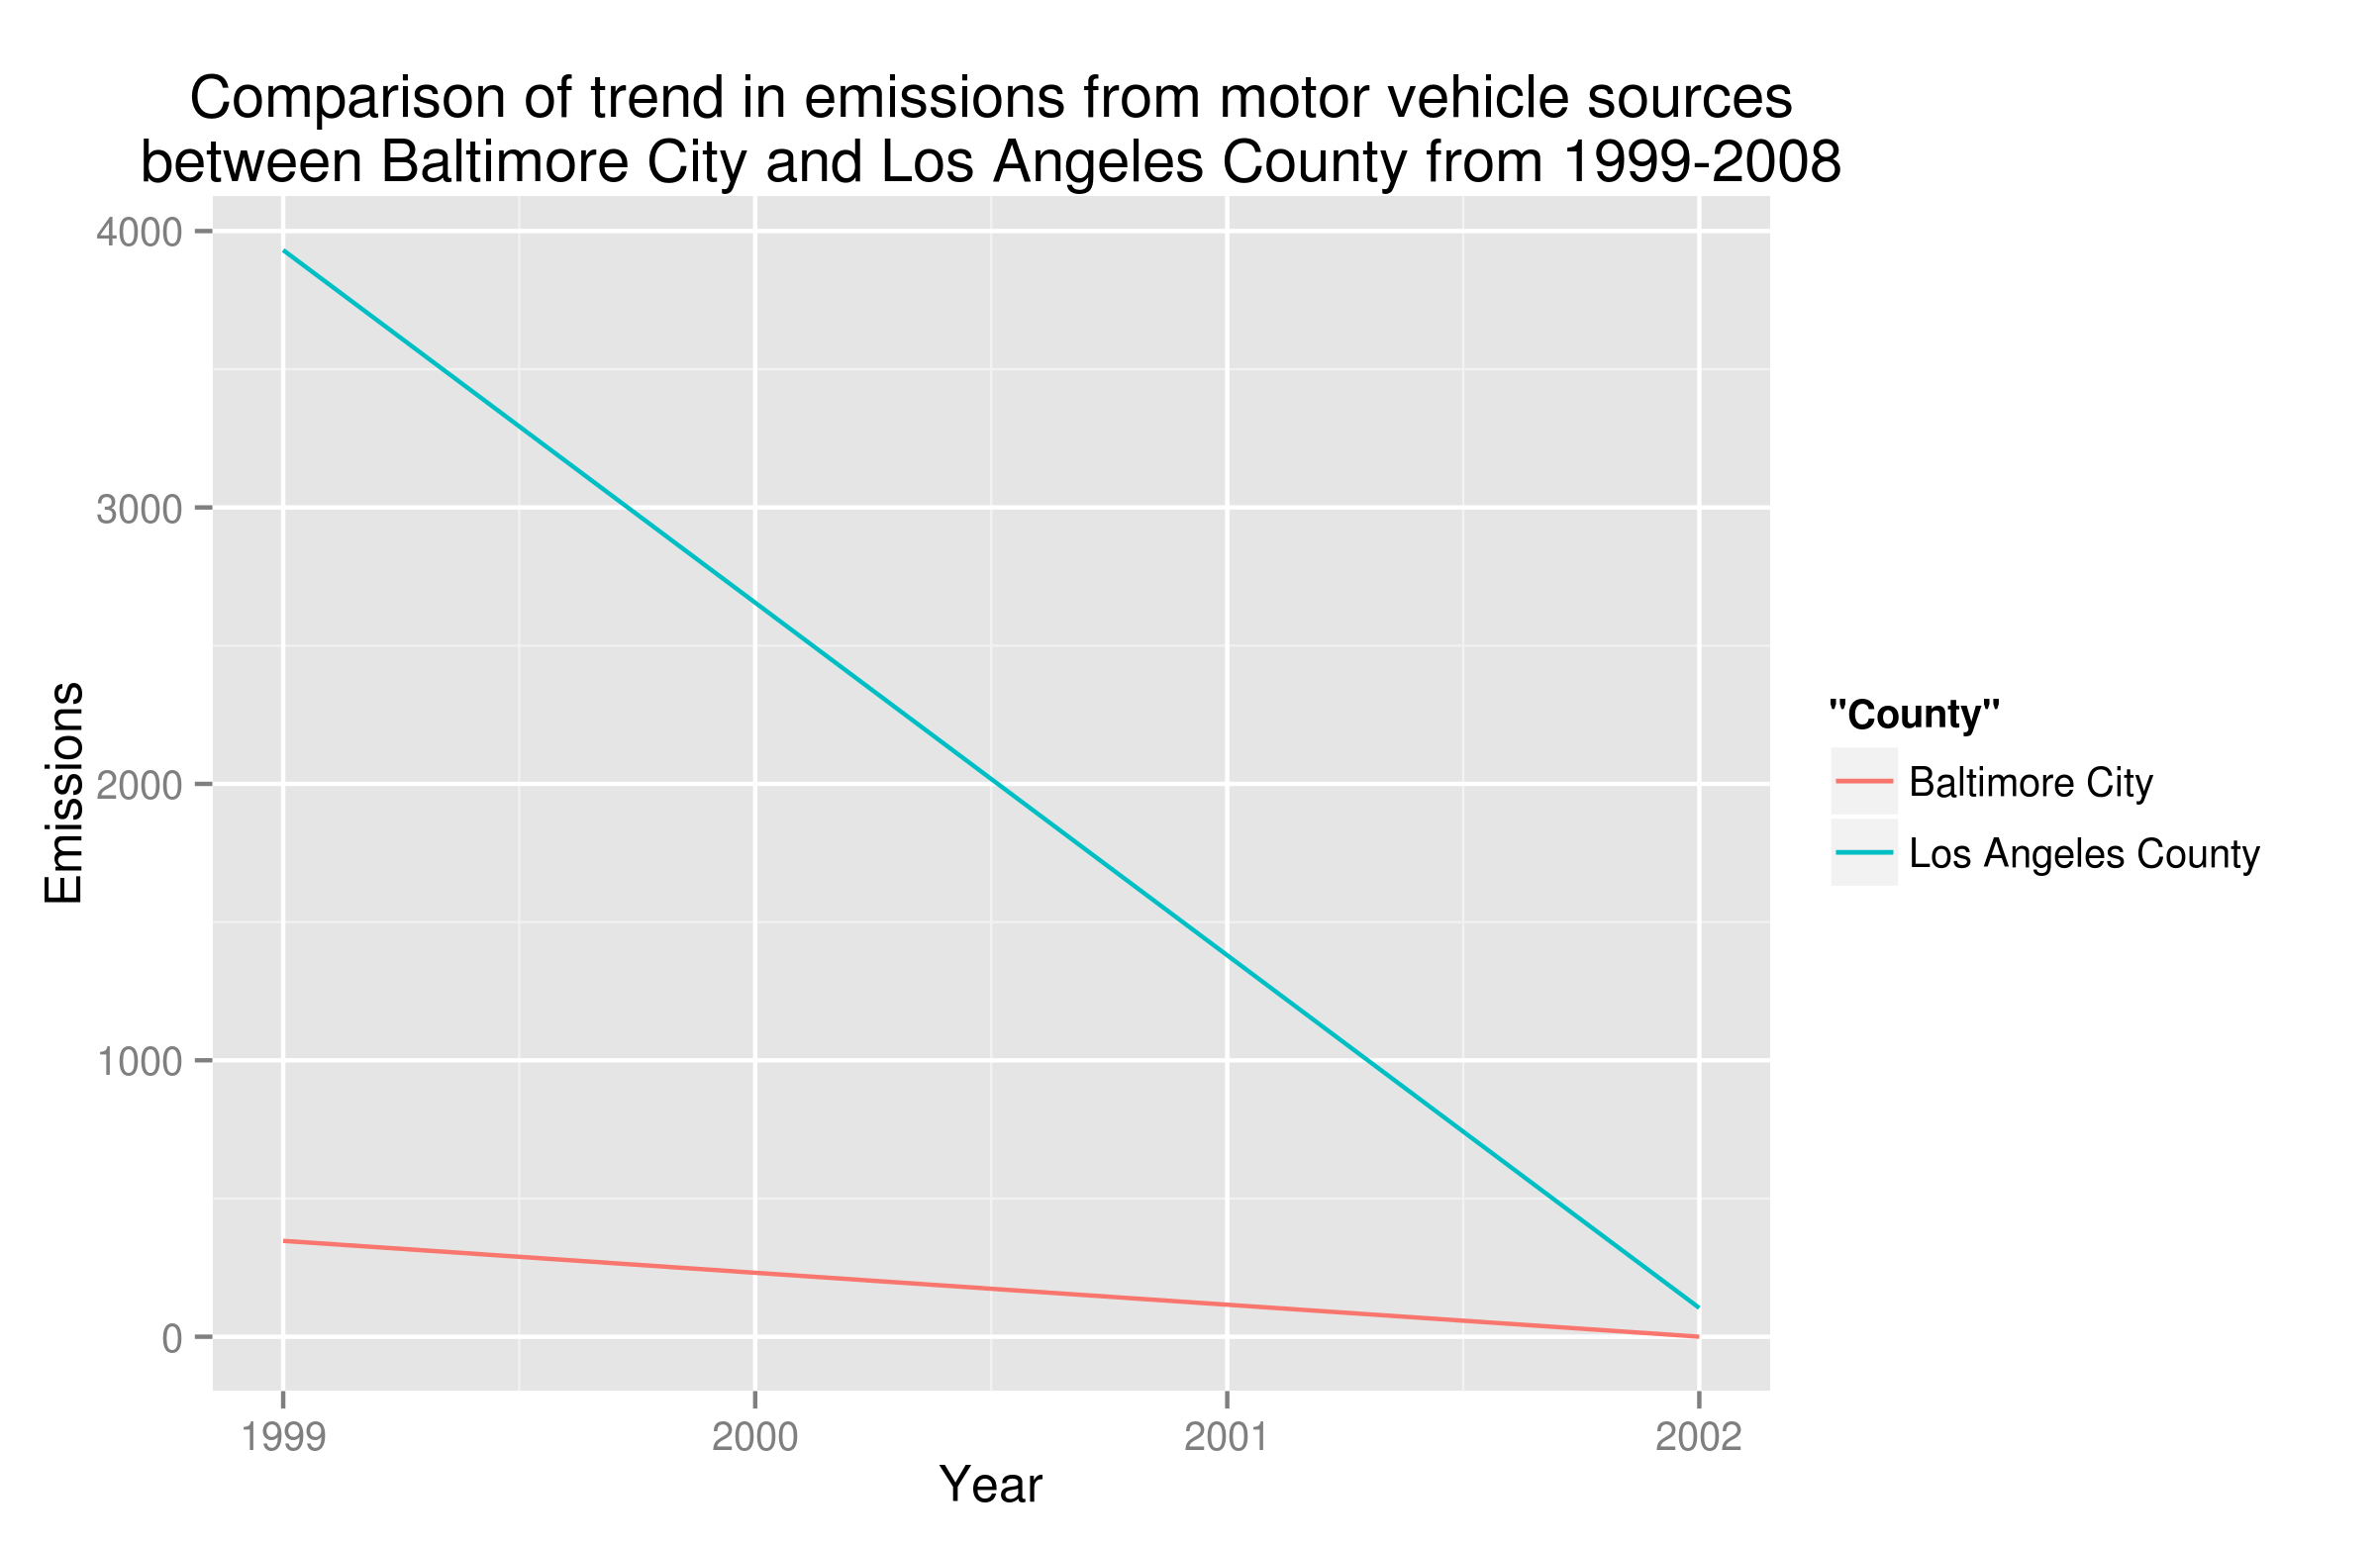 Comparison of trend in emissions from motor vehicle sources
between Baltimore City and Los Angeles County from 1999-2008
4000
3000
2000
1000
0
Emissions
1999
2000
2001
2002
Year
"County"
Baltimore City
Los Angeles County